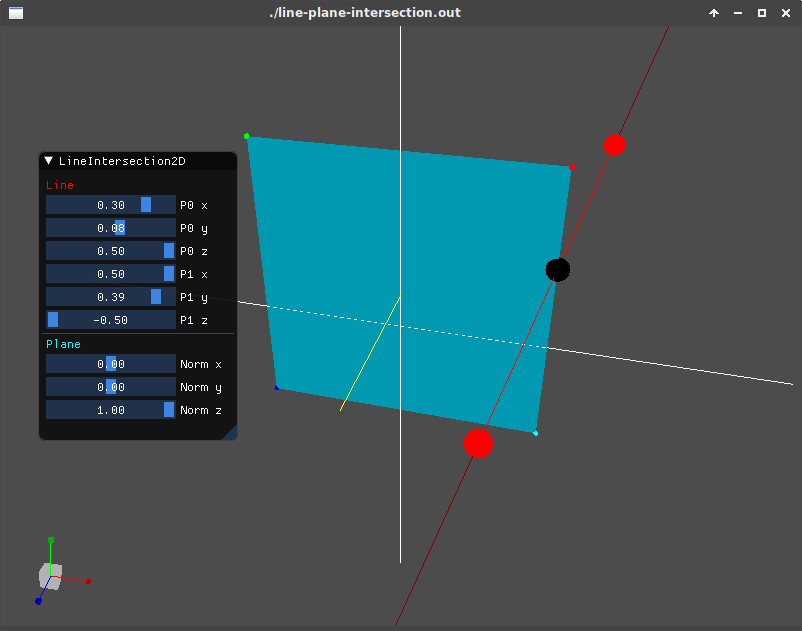 ./line-plane-intersection.out
LineIntersection2D
Line
0.30 P0 x
0.08 P0 y
0.50 P0 z
0.50 P1 x
0.39 P1 y
-0.50 P1 z
Plane
0.00 Norm x
0.00 Norm y
1.00 Norm z